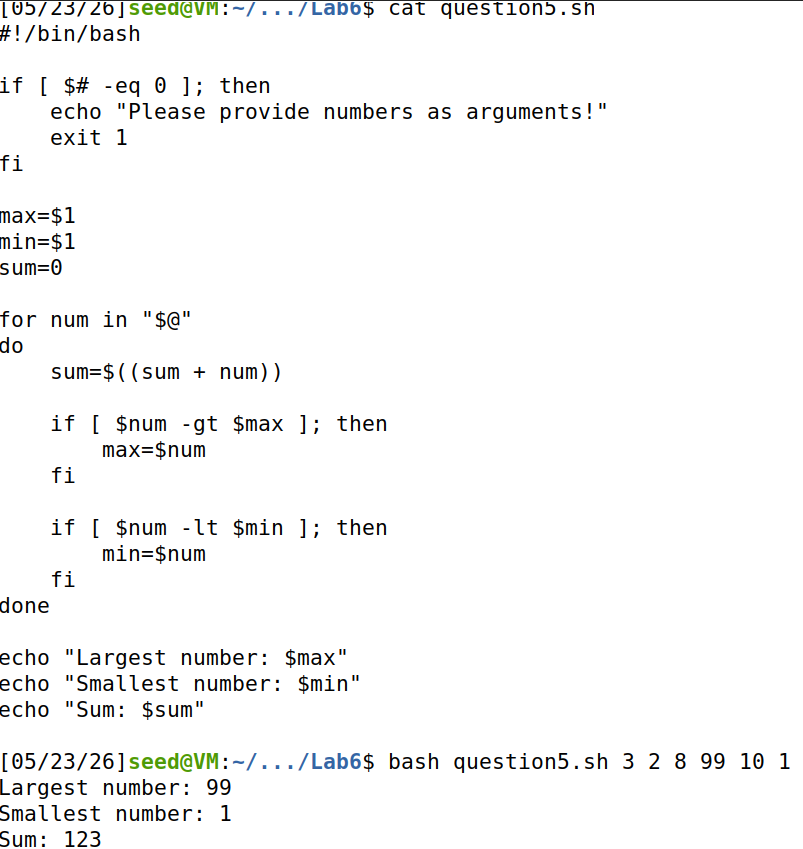 [05/23/26]seed@VM:~/.../Lab6$ cat question5.sh
#!/bin/bash

if [ $# -eq 0 ]; then
    echo "Please provide numbers as arguments!"
    exit 1
fi

max=$1
min=$1
sum=0

for num in "$@"
do
    sum=$((sum + num))

    if [ $num -gt $max ]; then
        max=$num
    fi

    if [ $num -lt $min ]; then
        min=$num
    fi
done

echo "Largest number: $max"
echo "Smallest number: $min"
echo "Sum: $sum"

[05/23/26]seed@VM:~/.../Lab6$ bash question5.sh 3 2 8 99 10 1
Largest number: 99
Smallest number: 1
Sum: 123